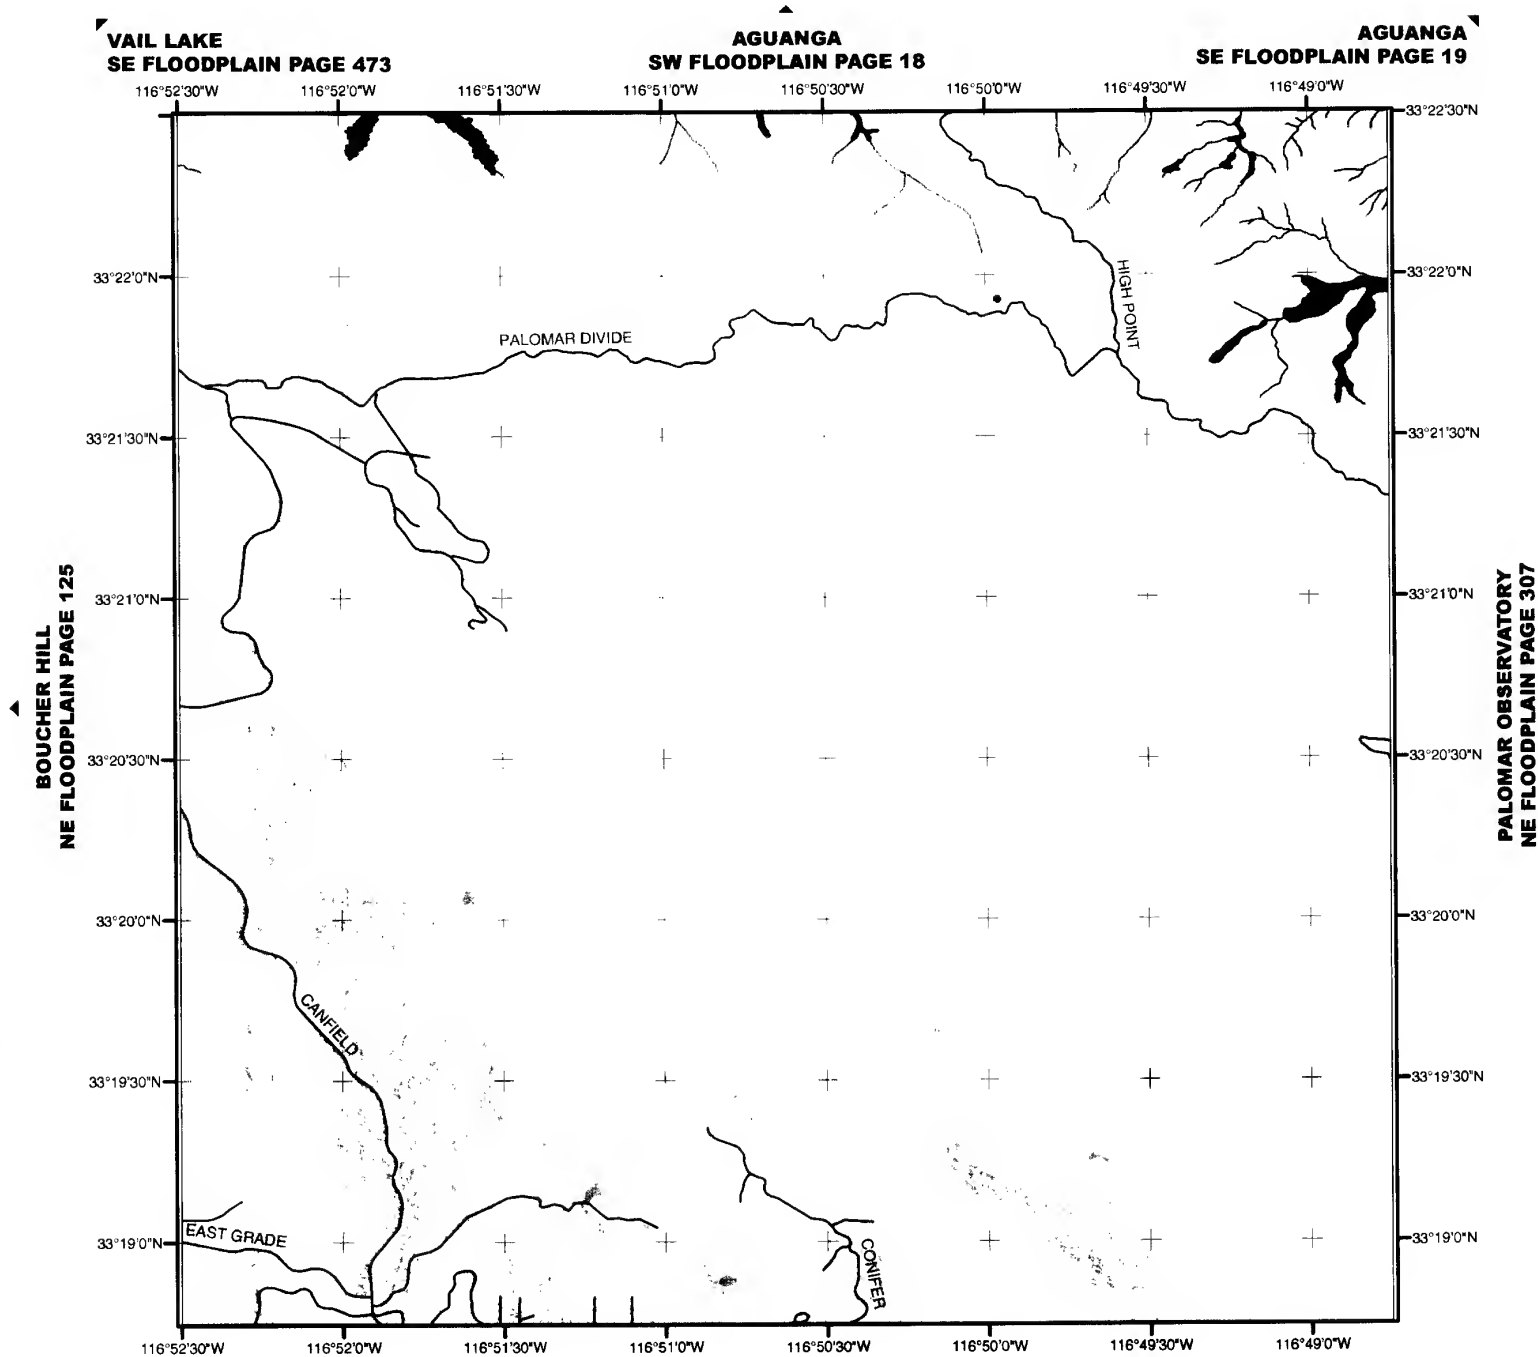 VAIL LAKE
SE FLOODPLAIN PAGE 473
AGUANGA
SW FLOODPLAIN PAGE 18
AGUANGA
SE FLOODPLAIN PAGE 19
116°52'30"W
116°52'0"W
116°51'30"W
116°51'0"W
116°50'30"W
116°50'0"W
116°49'30"W
116°49'0"W
33°22'30"N
33°22'0"N
33°22'0"N
HIGH POINT
PALOMAR DIVIDE
33°21'30"N
33°21'30"N
33°21'0"N
33°21'0"N
BOUCHER HILL
NE FLOODPLAIN PAGE 125
PALOMAR OBSERVATORY
NE FLOODPLAIN PAGE 307
33°20'30"N
33°20'30"N
33°20'0"N
33°20'0"N
CANFIELD
33°19'30"N
33°19'30"N
EAST GRADE
33°19'0"N
33°19'0"N
CONIFER
116°52'30"W
116°52'0"W
116°51'30"W
116°51'0"W
116°50'30"W
116°50'0"W
116°49'30"W
116°49'0"W